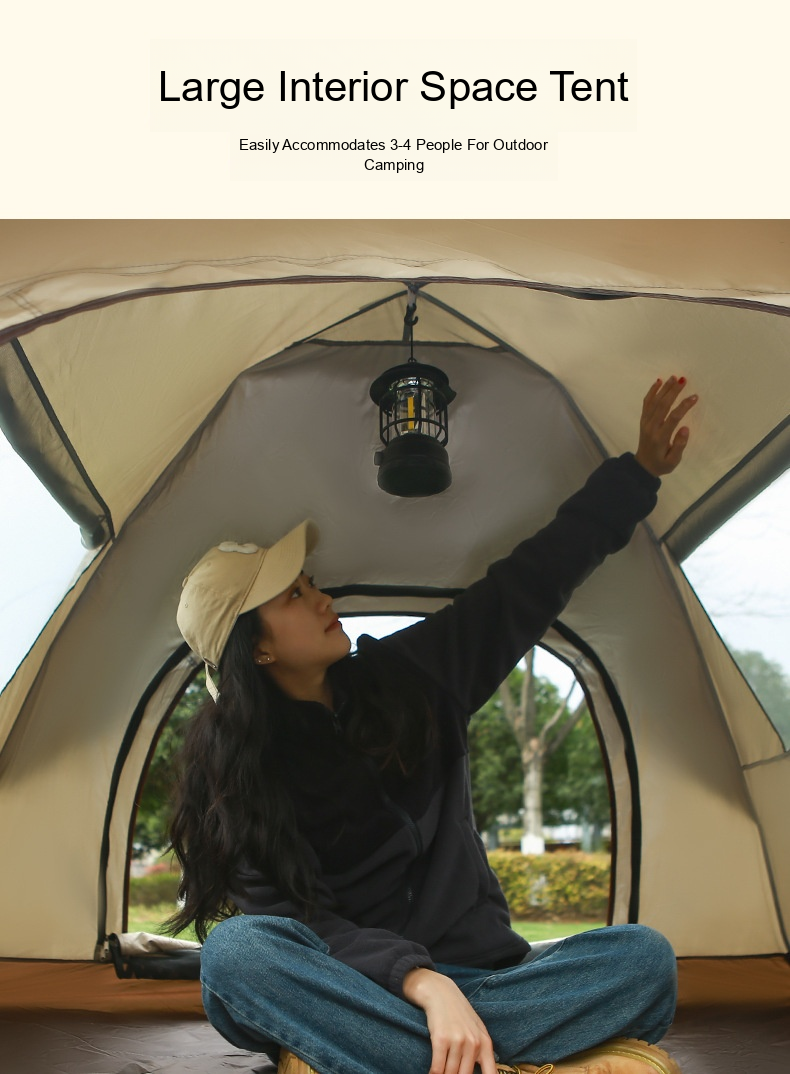 Large Interior Space Tent
Easily Accommodates 3-4 People For Outdoor
Camping